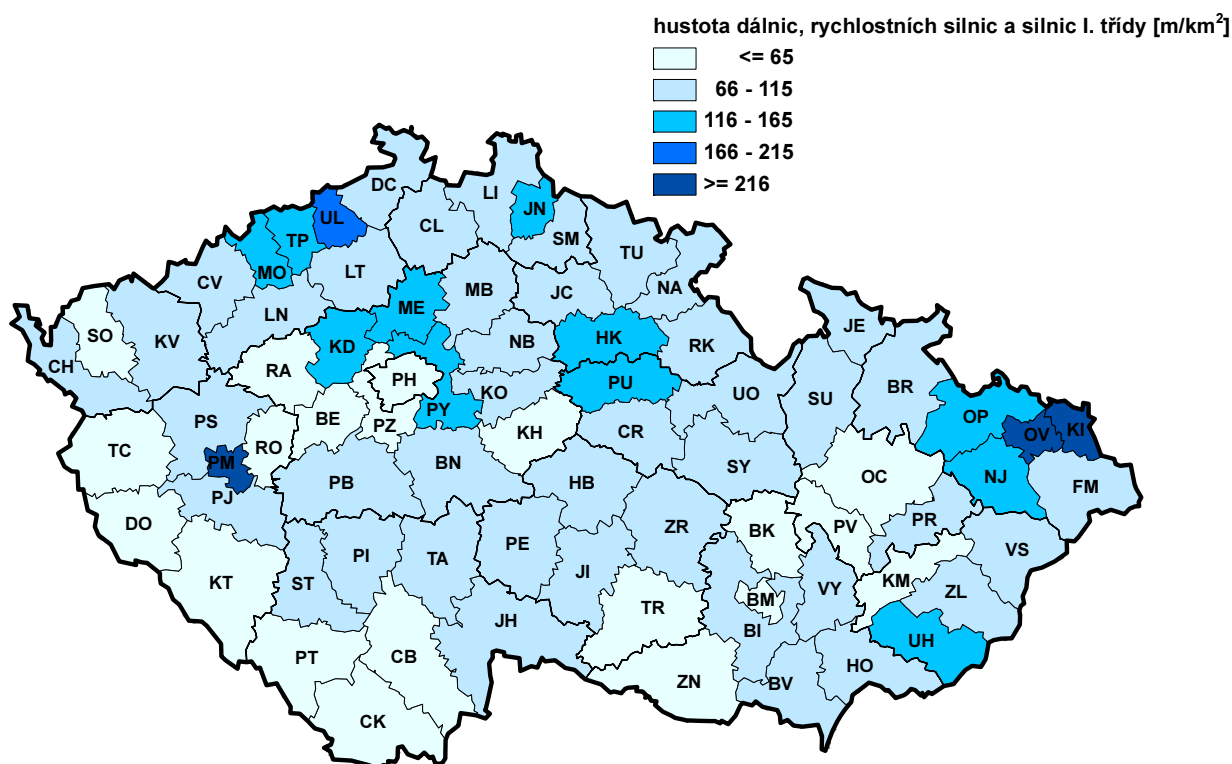 hustota dálnic, rychlostních silnic a silnic I. třídy [m/km²]
<= 65
66 - 115
116 - 165
166 - 215
>= 216
DC
LI
JN
UL
CL
SM
TP
TU
MO
LT
CV
MB
JC
NA
ME
LN
SO
KV
NB
HK
JE
KD
RK
CH
RA
PH
BR
PU
KO
UO
SU
PS
BE
PY
OP
PZ
KH
CR
OV
KI
TC
RO
PM
BN
SY
OC
NJ
PB
HB
FM
PJ
DO
PR
BK
PV
ZR
VS
PI
TA
PE
JI
KT
ST
KM
ZL
BM
VY
TR
JH
BI
UH
PT
CB
HO
ZN
BV
CK